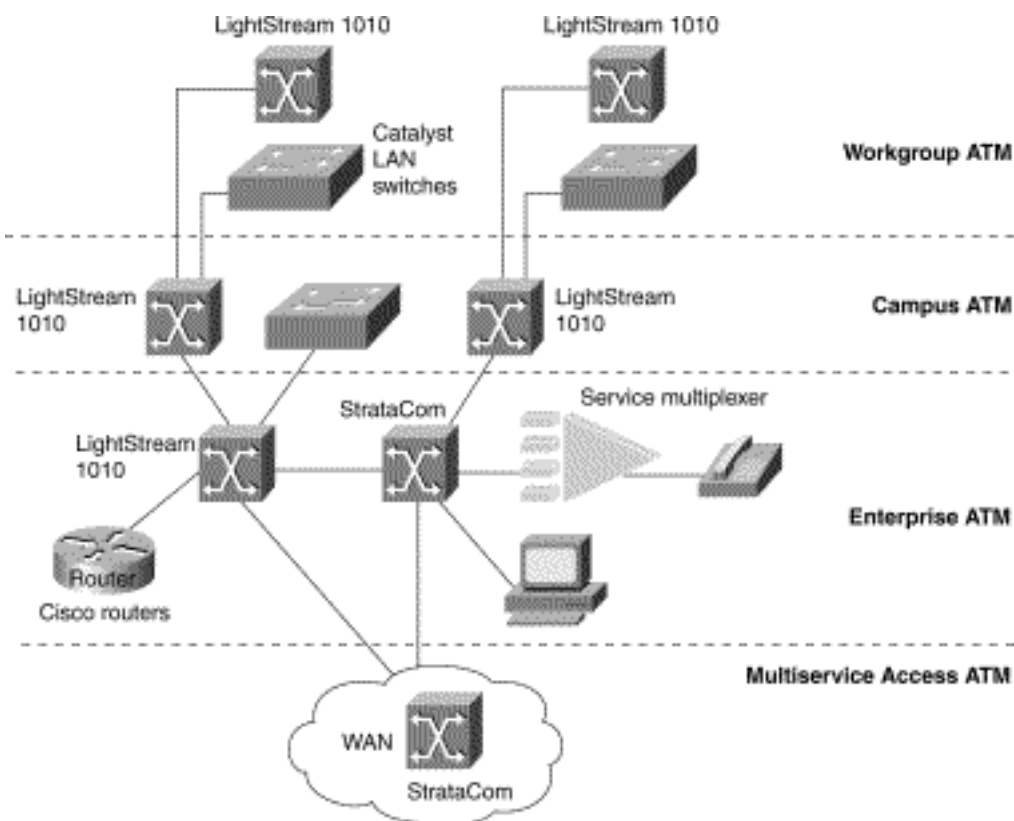 LightStream 1010
LightStream 1010
Catalyst
LAN
switches
Workgroup ATM
LightStream
1010
LightStream
1010
Campus ATM
StrataCom
Service multiplexer
LightStream
1010
Enterprise ATM
Router
Cisco routers
Multiservice Access ATM
WAN
StrataCom